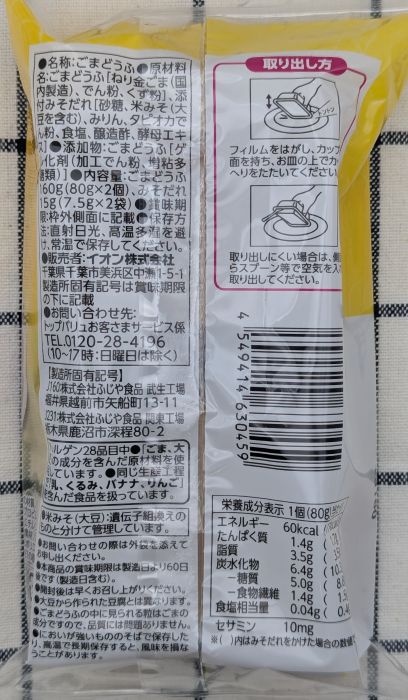 ●名称:ごまどうふ●原材料
名:ごまどうふ[ねり金ごま(国
内製造)、でん粉、くず粉]、添
付みそだれ[砂糖、米みそ(大
豆を含む)、みりん、タピオカで
ん粉、食塩、醸造酢、酵母エキ
ス]●添加物:ごまどうふ[ゲ
ル化剤(加工でん粉、増粘多
糖類)]●内容量:ごまどうふ
160g(80g×2個)、みそだれ
15g(7.5g×2袋)●賞味期
限:枠外側面に記載●保存方
法:直射日光、高温多湿を避
け、常温で保存してください。
●販売者:イオン株式会社
千葉県千葉市美浜区中瀬1-5-1
製造所固有記号は賞味期限
の下に記載
●お問い合わせ先:
トップバリュお客さまサービス係
TEL.0120-28-4196
(10~17時:日曜日は除く)
【製造所固有記号】
J160株式会社ふじや食品 武生工場
福井県越前市矢船町13-11
J231株式会社ふじや食品 関東工場
栃木県鹿沼市深程80-2
アレルゲン28品目中●「ごま、大
の成分を含んだ原材料を使
しています。●同じ生産工程
乳、くるみ、バナナ、りんご」
を含んだ食品を扱っています。
●米みそ(大豆):遺伝子組換えの
ものと分けて管理しています。
●お問い合わせの際は外袋を添えて
お申し出ください。
●本商品の賞味期限は製造日より60日
後です(製造日含む)。
●開封後は早くお召し上がりください。
●大豆から作られた豆腐とは異なります。
●ごまどうふの中に見られる粒はごまの
成分ですので、品質には問題ありません。
●においが強いもののそばで保存した
り、高温で長期保存すると、風味を損
うことがあります。
取り出し方
フィルムをはがし、カップ
面を持ち、お皿の上でカ
へりをたたいてください
取り出しにくい場合は、
らスプーン等で空気を入
取り出してください。
4549414630459
栄養成分表示 1個(80g)
エネルギー 60kcal
たんぱく質 1.4g
脂質 3.5g
炭水化物 6.4g
-糖質 5.0g
-食物繊維 1.4g
食塩相当量 0.04g
セサミン 10mg
※( )内はみそだれをかけた場合の数値